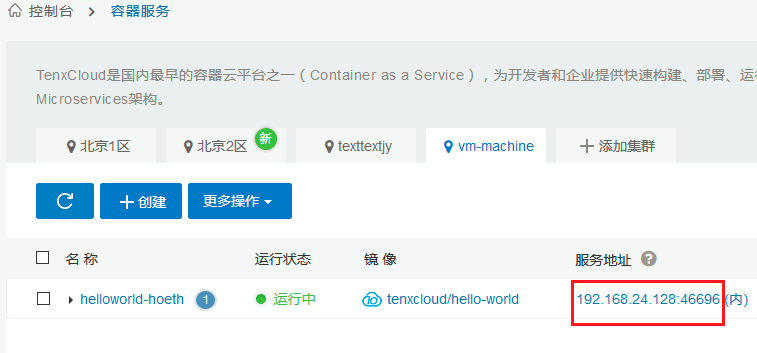 控制台 > 容器服务
TenxCloud是国内最早的容器云平台之一（Container as a Service），为开发者和企业提供快速构建、部署、运
Microservices架构。
北京1区 北京2区 新 texttextjy vm-machine 添加集群
创建 更多操作
名 称 运行状态 镜 像 服务地址 ?
helloworld-hoeth 1 运行中 tenxcloud/hello-world 192.168.24.128:46696 (内)